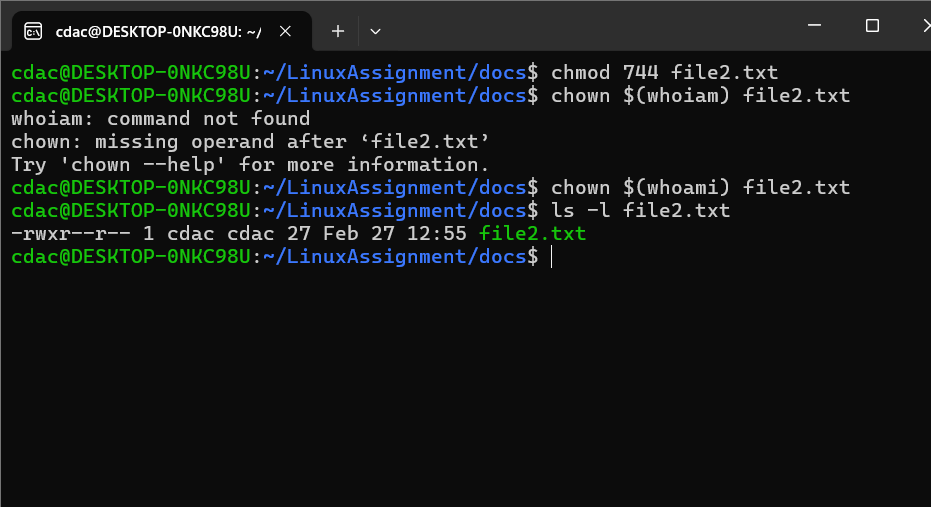 cdac@DESKTOP-0NKC98U: ~/
cdac@DESKTOP-0NKC98U:~/LinuxAssignment/docs$ chmod 744 file2.txt
cdac@DESKTOP-0NKC98U:~/LinuxAssignment/docs$ chown $(whoiam) file2.txt
whoiam: command not found
chown: missing operand after ‘file2.txt’
Try 'chown --help' for more information.
cdac@DESKTOP-0NKC98U:~/LinuxAssignment/docs$ chown $(whoami) file2.txt
cdac@DESKTOP-0NKC98U:~/LinuxAssignment/docs$ ls -l file2.txt
-rwxr--r-- 1 cdac cdac 27 Feb 27 12:55 file2.txt
cdac@DESKTOP-0NKC98U:~/LinuxAssignment/docs$